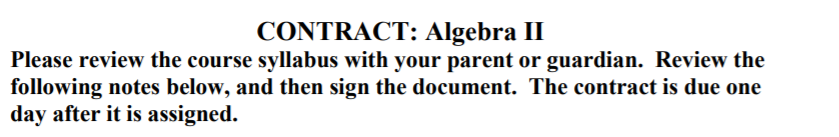 CONTRACT: Algebra II
Please review the course syllabus with your parent or guardian.  Review the
following notes below, and then sign the document.  The contract is due one
day after it is assigned.